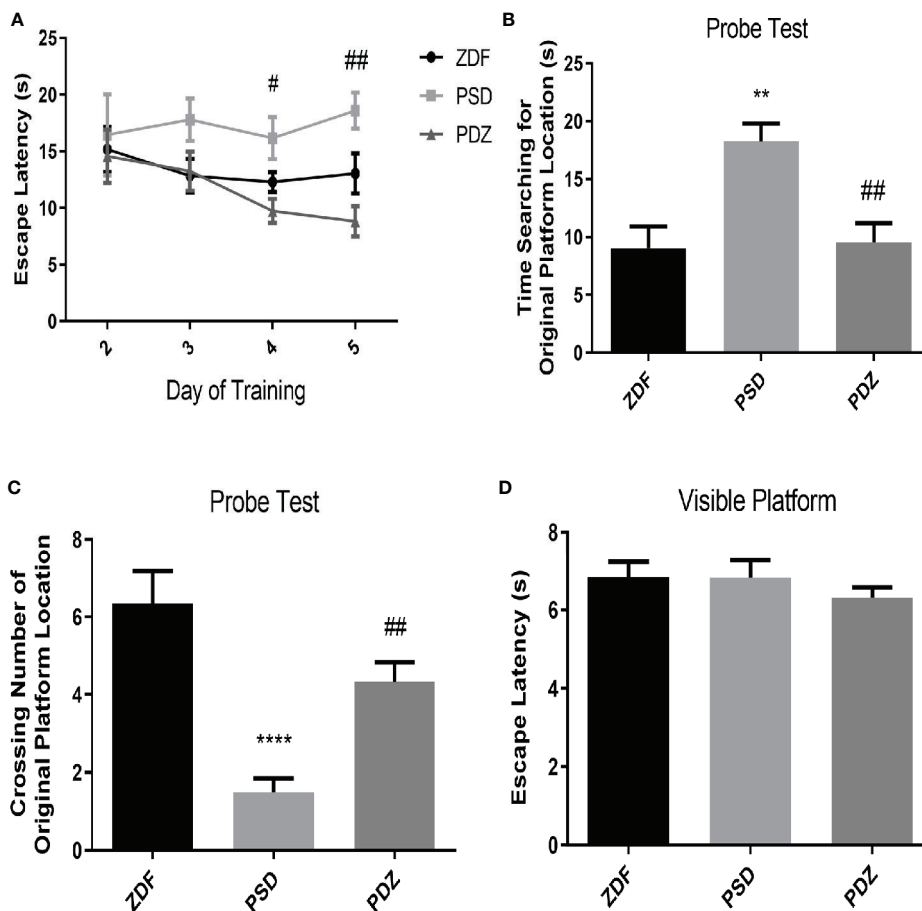 A
Escape Latency (s)
25
20
15
10
5
0
2
3
4
5
Day of Training
#
##
ZDF
PSD
PDZ
B
Probe Test
Time Searching for
Original Platform Location (s)
25
20
15
10
5
0
**
##
ZDF
PSD
PDZ
C
Probe Test
Crossing Number of
Original Platform Location
8
6
4
2
0
****
##
ZDF
PSD
PDZ
D
Visible Platform
Escape Latency (s)
8
6
4
2
0
ZDF
PSD
PDZ